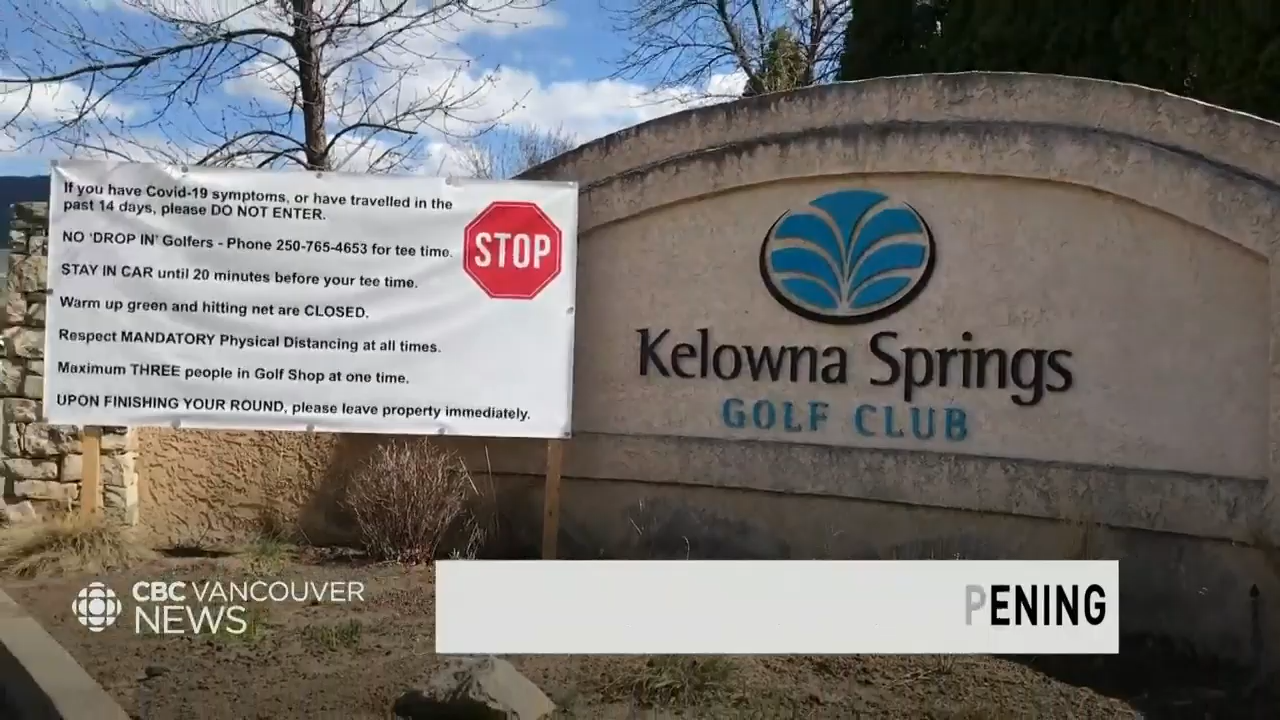 If you have Covid-19 symptoms, or have travelled in the
past 14 days, please DO NOT ENTER.
NO 'DROP IN' Golfers - Phone 250-765-4653 for tee time.
STAY IN CAR until 20 minutes before your tee time.
Warm up green and hitting net are CLOSED.
Respect MANDATORY Physical Distancing at all times.
Maximum THREE people in Golf Shop at one time.
UPON FINISHING YOUR ROUND, please leave property immediately.
STOP
Kelowna Springs
GOLF CLUB
CBC VANCOUVER
NEWS
PENING